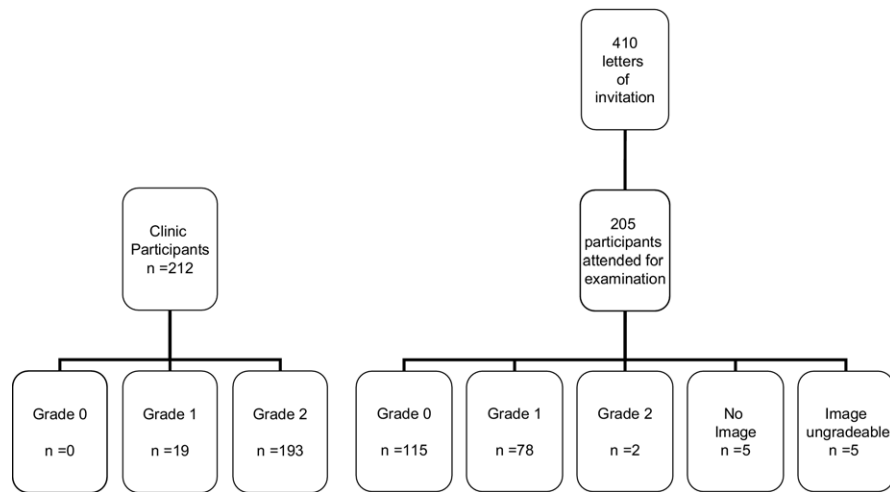 410
letters
of
invitation
205
participants
attended for
examination
Clinic
Participants
n =212
Grade 0
n =0
Grade 1
n =19
Grade 2
n =193
Grade 0
n =115
Grade 1
n =78
Grade 2
n =2
No
Image
n =5
Image
ungradeable
n =5